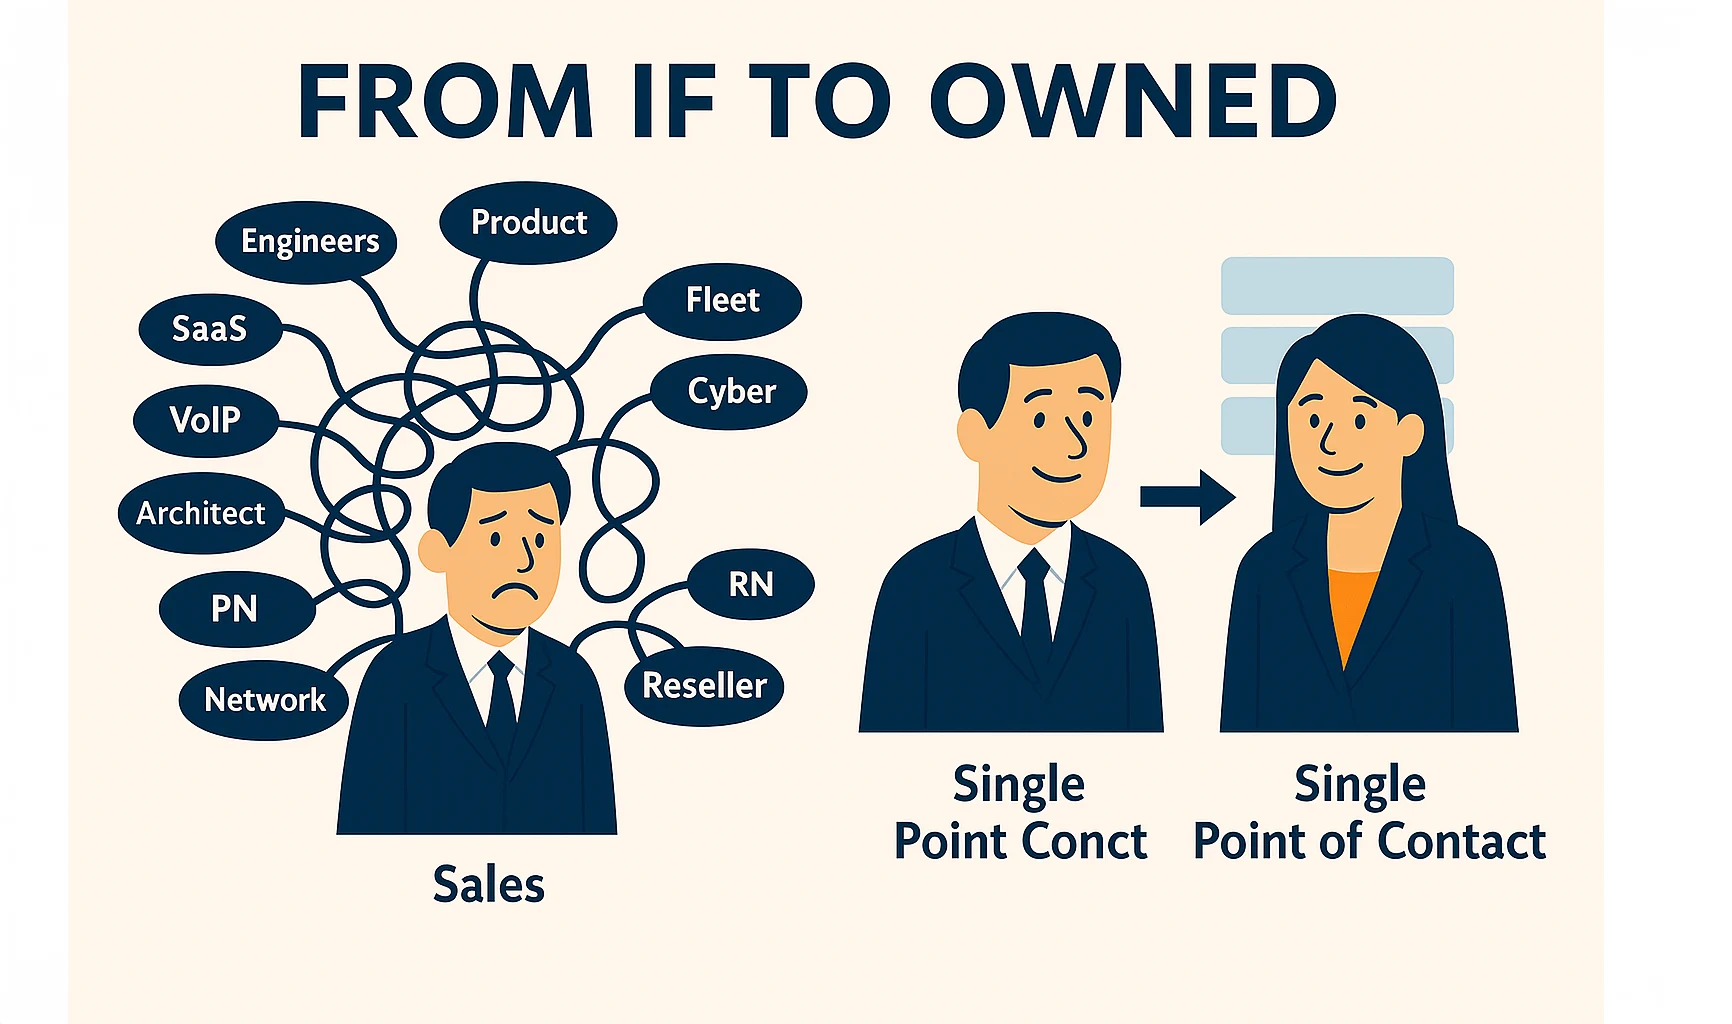 FROM IF TO OWNED
Engineers
Product
SaaS
Fleet
VoIP
Cyber
Architect
PN
RN
Network
Reseller
Sales
Single
Point Conct
Single
Point of Contact